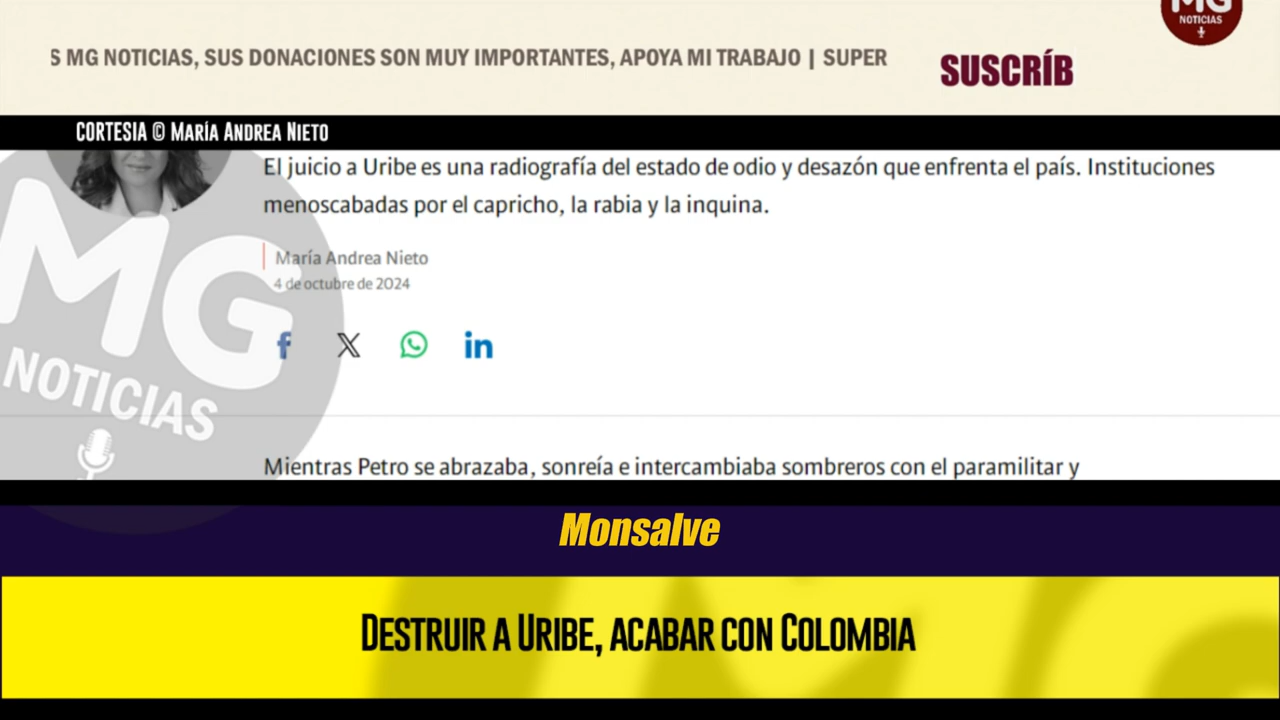 S MG NOTICIAS, SUS DONACIONES SON MUY IMPORTANTES, APOYA MI TRABAJO | SUPER
SUSCRÍB
MG
NOTICIAS
CORTESIA © MARÍA ANDREA NIETO
El juicio a Uribe es una radiografía del estado de odio y desazón que enfrenta el país. Instituciones
menoscabadas por el capricho, la rabia y la inquina.
María Andrea Nieto
4 de octubre de 2024
MG
NOTICIAS
Mientras Petro se abrazaba, sonreía e intercambiaba sombreros con el paramilitar y
Monsalve
DESTRUIR A URIBE, ACABAR CON COLOMBIA